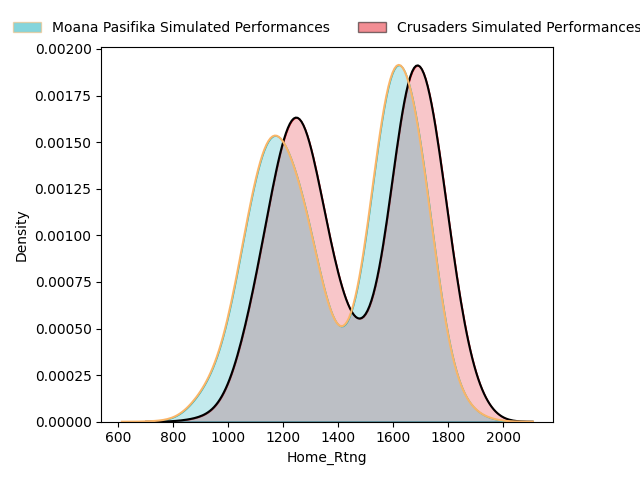 Moana Pasifika Simulated Performances
Crusaders Simulated Performances
0.00200
0.00175
0.00150
0.00125
0.00100
0.00075
0.00050
0.00025
0.00000
Density
600 800 1000 1200 1400 1600 1800 2000
Home_Rtng